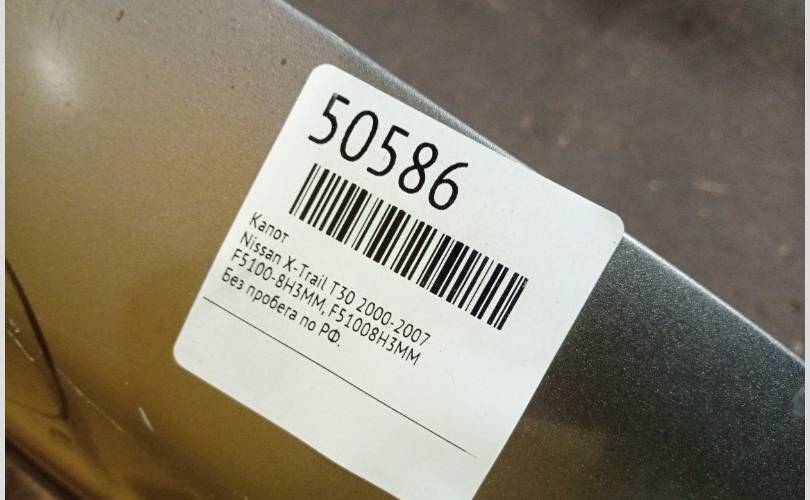 50586
Капот
Nissan X-Trail T30 2000-2007
F5100-8H3MM, F51008H3MM
Без пробега по РФ.